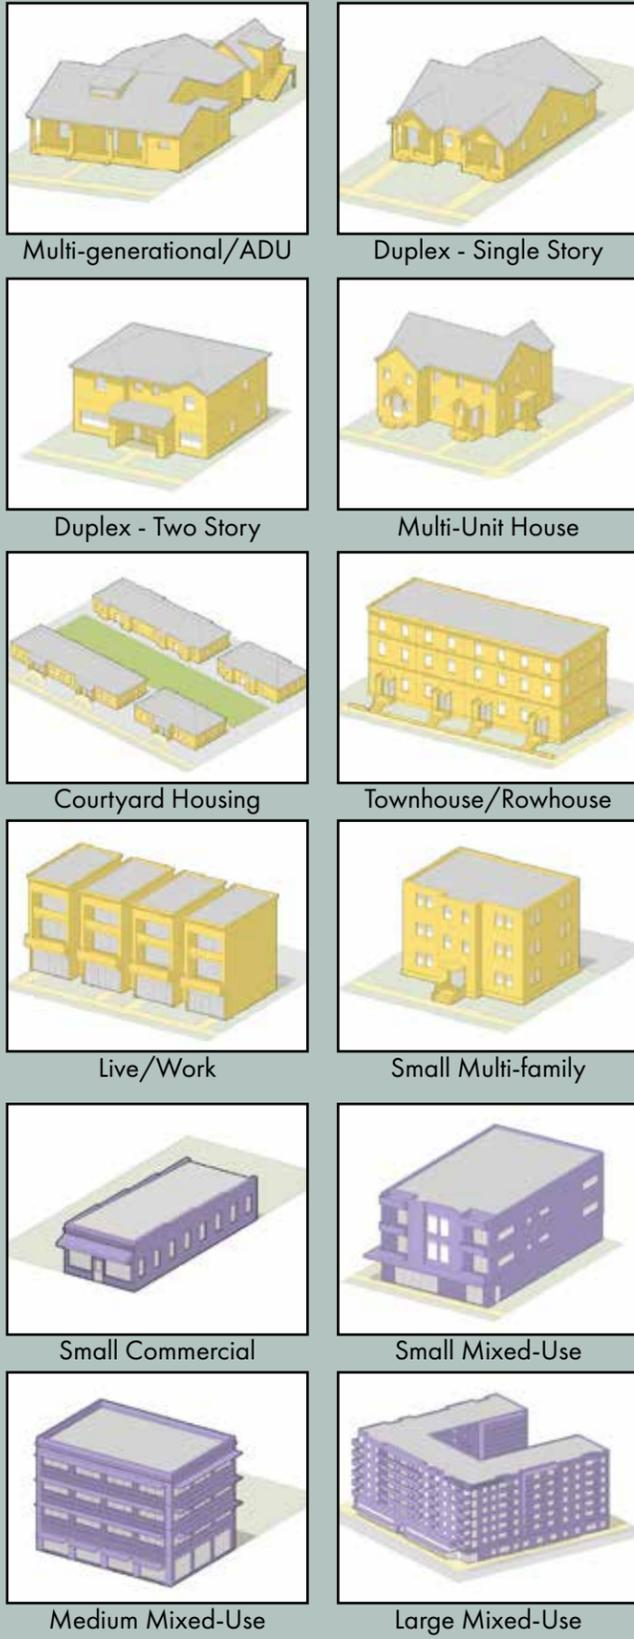 Multi-generational/ADU
Duplex - Single Story
Duplex - Two Story
Multi-Unit House
Courtyard Housing
Townhouse/Rowhouse
Live/Work
Small Multi-family
Small Commercial
Small Mixed-Use
Medium Mixed-Use
Large Mixed-Use